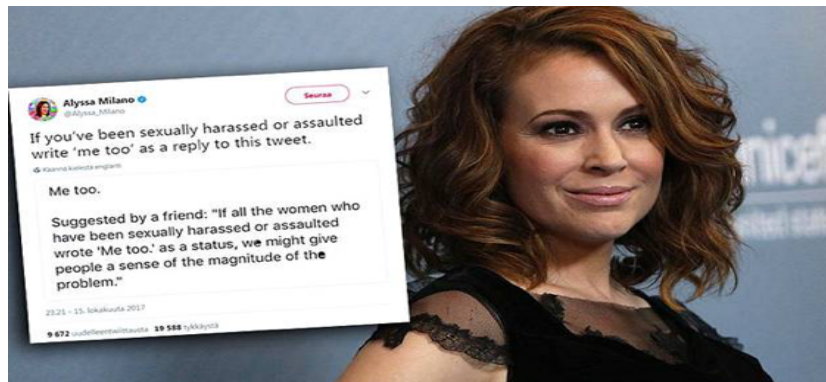 Alyssa Milano
@Alyssa_Milano
Seuraa
If you've been sexually harassed or assaulted
write 'me too' as a reply to this tweet.
Käännä kielestä englanti
Me too.
Suggested by a friend: "If all the women who
have been sexually harassed or assaulted
wrote 'Me too.' as a status, we might give
people a sense of the magnitude of the
problem."
23.21 - 15. lokakuuta 2017
9 672 uudelleentwiittausta 19 588 tykkäystä
nicef
united state